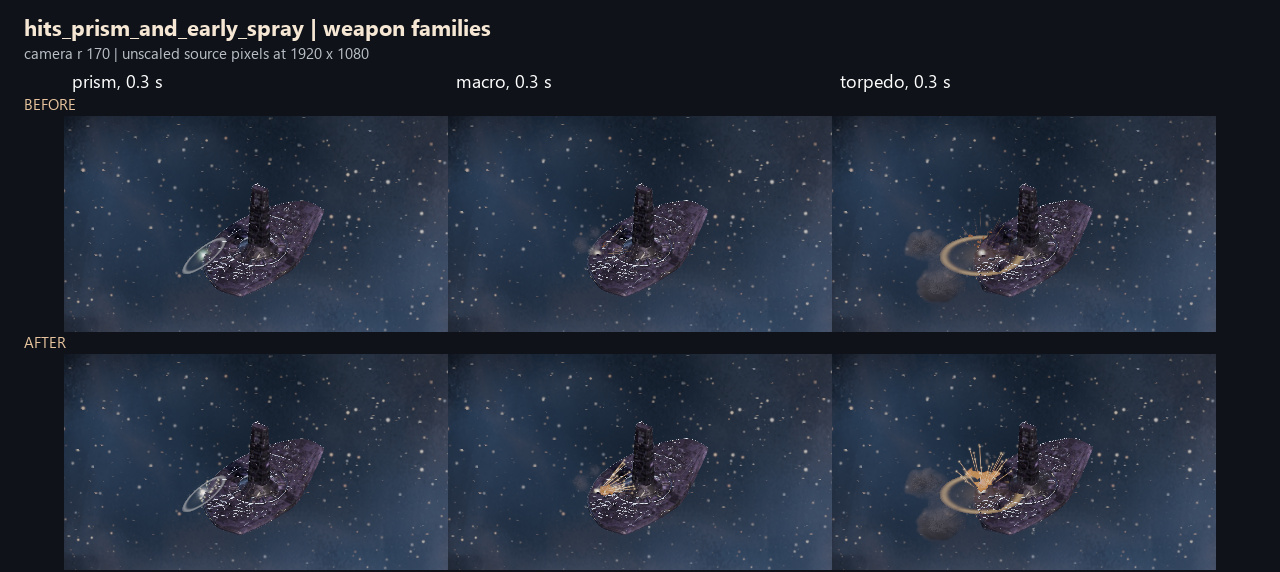 hits_prism_and_early_spray | weapon families
camera r 170 | unscaled source pixels at 1920 x 1080
prism, 0.3 s
macro, 0.3 s
torpedo, 0.3 s
BEFORE
AFTER